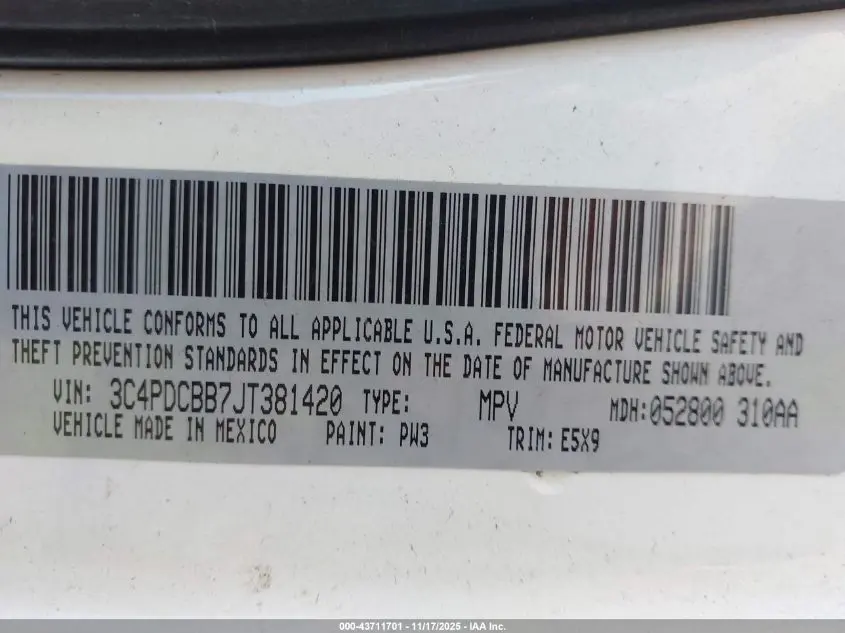 THIS VEHICLE CONFORMS TO ALL APPLICABLE U.S.A. FEDERAL MOTOR VEHICLE SAFETY AND
THEFT PREVENTION STANDARDS IN EFFECT ON THE DATE OF MANUFACTURE SHOWN ABOVE.
VIN: 3C4PDCBB7JT381420 TYPE: MPV MDH:052800 310AA
VEHICLE MADE IN MEXICO PAINT: PW3 TRIM: E5X9
000-43711701 - 11/17/2025 - IAA Inc.